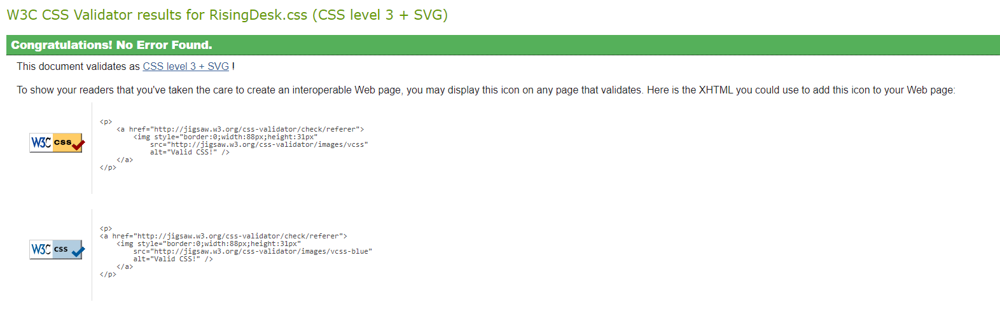 W3C CSS Validator results for RisingDesk.css (CSS level 3 + SVG)
Congratulations! No Error Found.
This document validates as CSS level 3 + SVG !
To show your readers that you've taken the care to create an interoperable Web page, you may display this icon on any page that validates. Here is the XHTML you could use to add this icon to your Web page:
W3C css
<p>
    <a href="http://jigsaw.w3.org/css-validator/check/referer">
        <img style="border:0;width:88px;height:31px"
            src="http://jigsaw.w3.org/css-validator/images/vcss"
            alt="Valid CSS!" />
    </a>
</p>
W3C css
<p>
<a href="http://jigsaw.w3.org/css-validator/check/referer">
    <img style="border:0;width:88px;height:31px"
        src="http://jigsaw.w3.org/css-validator/images/vcss-blue"
        alt="Valid CSS!" />
    </a>
</p>